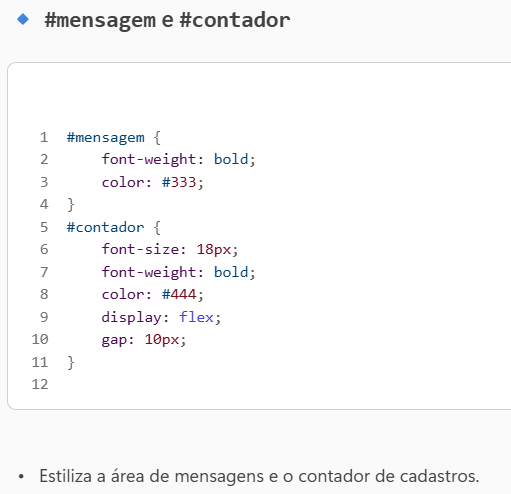 #mensagem e #contador
1 #mensagem {
2 font-weight: bold;
3 color: #333;
4 }
5 #contador {
6 font-size: 18px;
7 font-weight: bold;
8 color: #444;
9 display: flex;
10 gap: 10px;
11 }
12
• Estiliza a área de mensagens e o contador de cadastros.